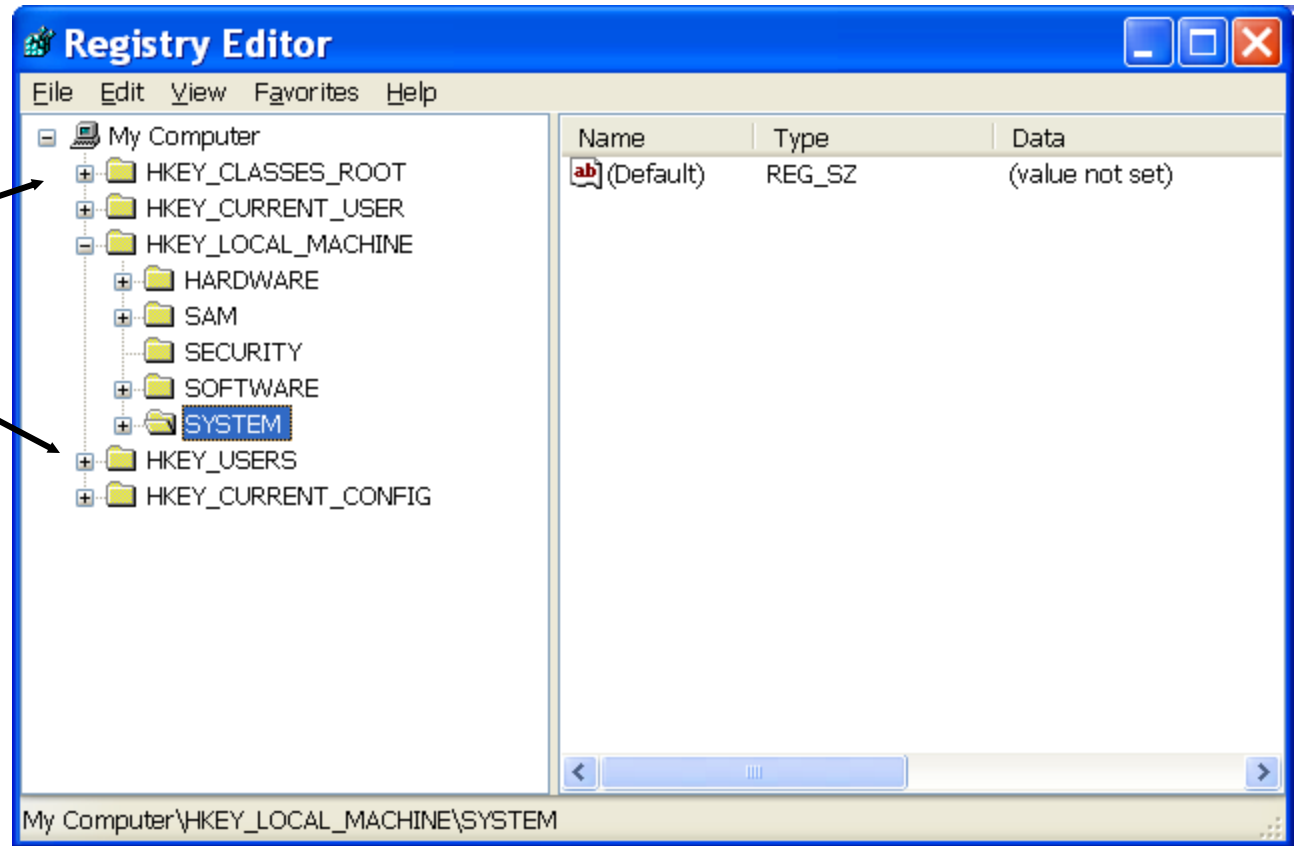 Registry Editor
File Edit View Favorites Help
My Computer
HKEY_CLASSES_ROOT
HKEY_CURRENT_USER
HKEY_LOCAL_MACHINE
HARDWARE
SAM
SECURITY
SOFTWARE
SYSTEM
HKEY_USERS
HKEY_CURRENT_CONFIG
Name Type Data
ab (Default) REG_SZ (value not set)
My Computer\HKEY_LOCAL_MACHINE\SYSTEM